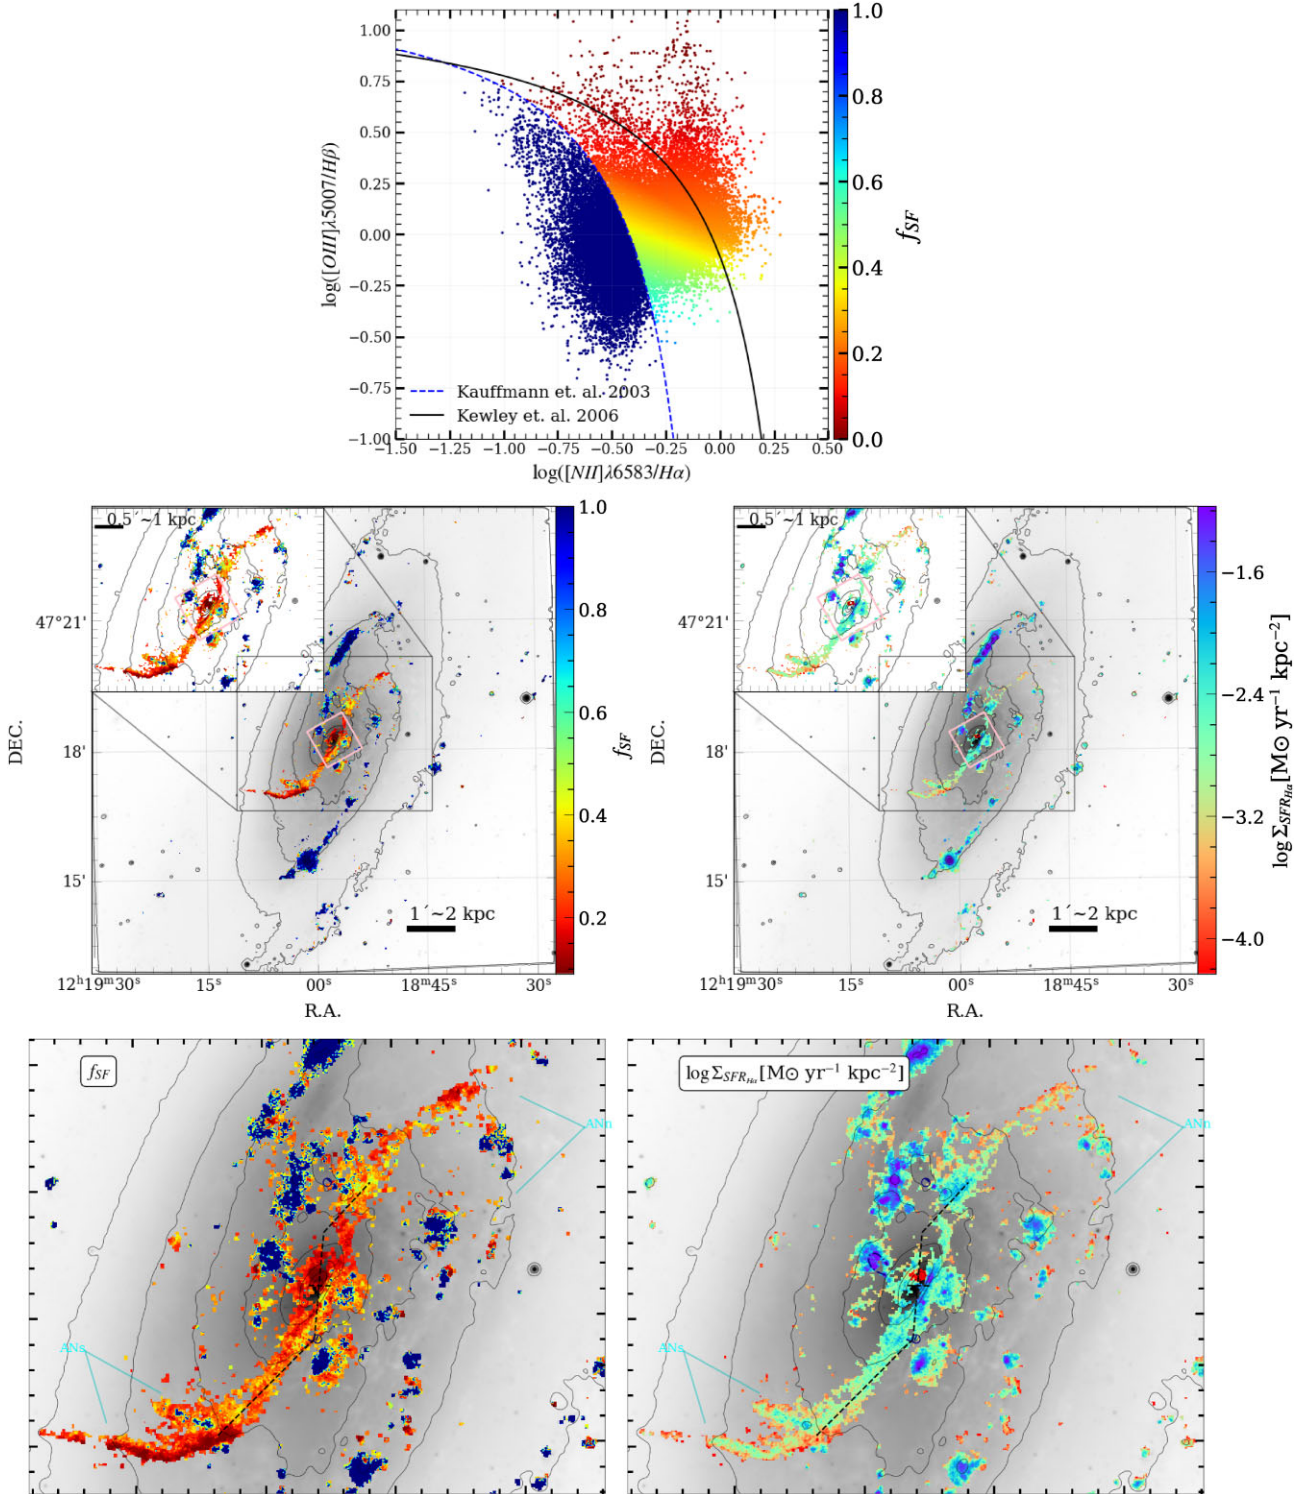 1.00
0.75
0.50
0.25
0.00
−0.25
−0.50
−0.75
−1.00
log([OIII]λ5007/Hβ)
Kauffmann et. al. 2003
Kewley et. al. 2006
−1.50 −1.25 −1.00 −0.75 −0.50 −0.25 0.00 0.25 0.50
log([NII]λ6583/Hα)
1.0
0.8
0.6
0.4
0.2
0.0
f_SF
0.5´~1 kpc
47°21'
18'
15'
DEC.
1´~2 kpc
12ʰ19ᵐ30ˢ 15ˢ 00ˢ 18ᵐ45ˢ 30ˢ
R.A.
1.0
0.8
0.6
0.4
0.2
f_SF
0.5´~1 kpc
47°21'
18'
15'
DEC.
1´~2 kpc
12ʰ19ᵐ30ˢ 15ˢ 00ˢ 18ᵐ45ˢ 30ˢ
R.A.
−1.6
−2.4
−3.2
−4.0
log Σ_SFR_Hα [M⊙ yr⁻¹ kpc⁻²]
f_SF
ANn
ANs
log Σ_SFR_Hα [M⊙ yr⁻¹ kpc⁻²]
ANn
ANs